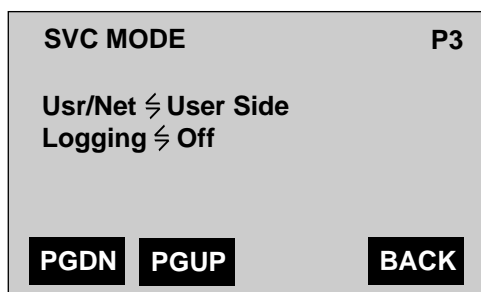 SVC MODE P3
Usr/Net ⥃ User Side
Logging ⥃ Off
PGDN PGUP BACK